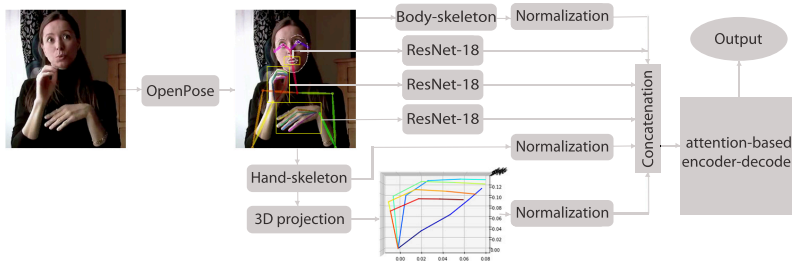 Body-skeleton
Normalization
Output
ResNet-18
OpenPose
ResNet-18
Concatenation
ResNet-18
attention-based
encoder-decode
Normalization
Hand-skeleton
3D projection
Normalization
0.12
0.10
0.08
0.06
0.04
0.02
0.00
0.00 0.02 0.04 0.06 0.08